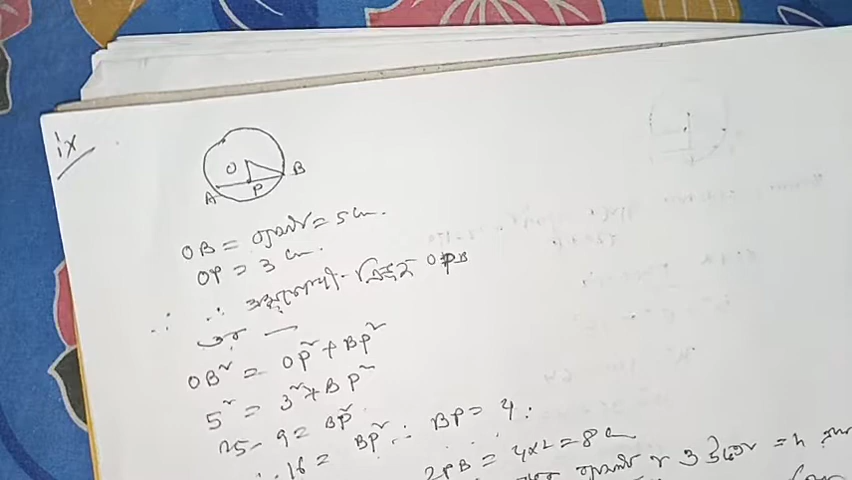 ix
O
B
A
P
OB = ব্যাসার্ধ = 5 cm.
OP = 3 cm.
∴ ∴ সমকোণী ত্রিভুজ OPB
এর —
OB² = OP² + BP²
5² = 3² + BP²
25 - 9 = BP²
∴ 16 = BP² ∴ BP = 4.
2PB = 4×2 = 8 cm